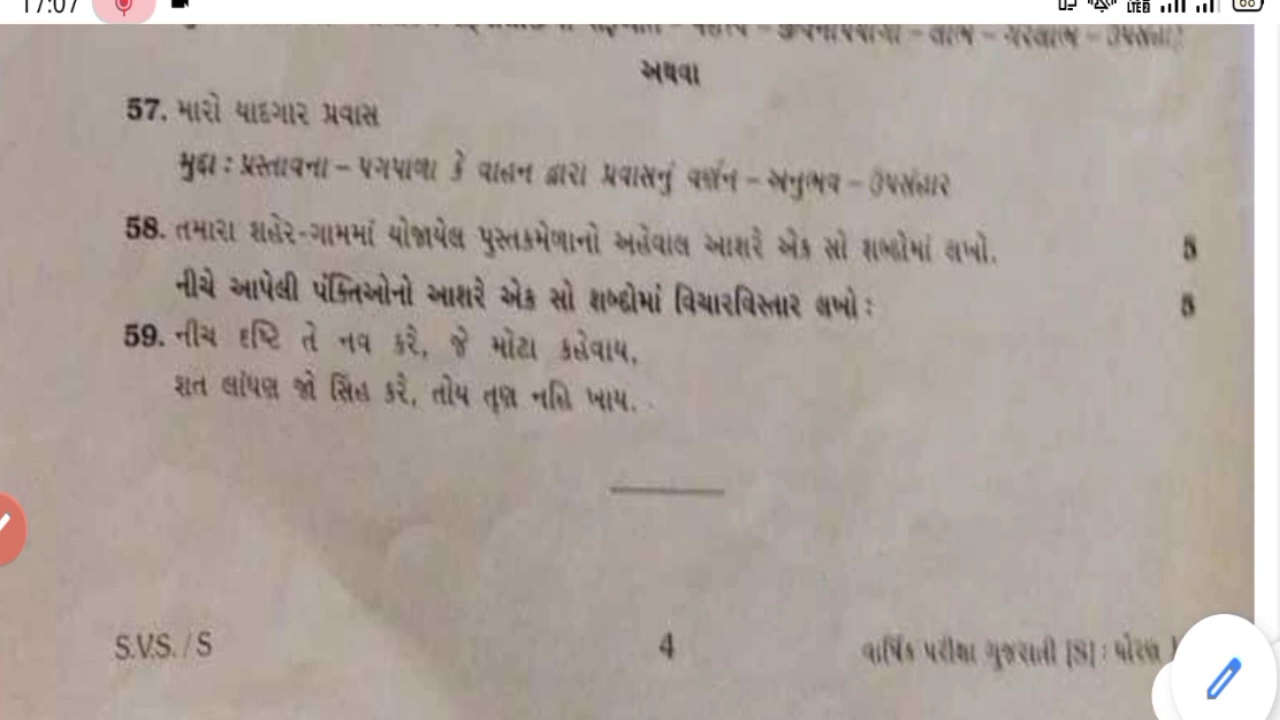 17:07
અથવા
57. મારો યાદગાર પ્રવાસ
મુદ્દા : પ્રસ્તાવના – પગપાળા કે વાહન દ્વારા પ્રવાસનું વર્ણન – અનુભવ – ઉપસંહાર
58. તમારા શહેર-ગામમાં યોજાયેલ પુસ્તકમેળાનો અહેવાલ આશરે એક સો શબ્દોમાં લખો. 5
નીચે આપેલી પંક્તિઓનો આશરે એક સો શબ્દોમાં વિચારવિસ્તાર લખો : 5
59. નીચ દૃષ્ટિ તે નવ કરે, જે મોટા કહેવાય,
શત લાંઘણ જો સિંહ કરે, તોય તૃણ નહિ ખાય.
S.V.S. / S 4 વાર્ષિક પરીક્ષા ગુજરાતી [S] : ધોરણ